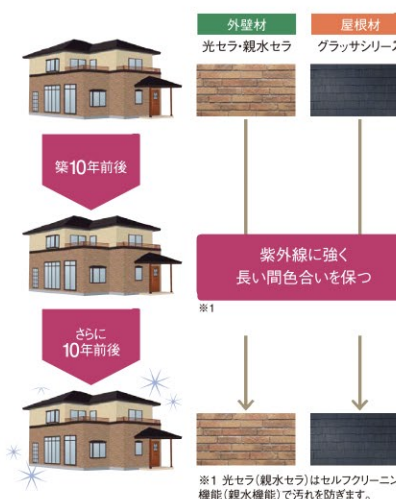 外壁材
屋根材
光セラ・親水セラ
グラッサシリーズ
築10年前後
紫外線に強く
長い間色合いを保つ
※1
さらに
10年前後
※1 光セラ(親水セラ)はセルフクリーニン
機能(親水機能)で汚れを防ぎます。